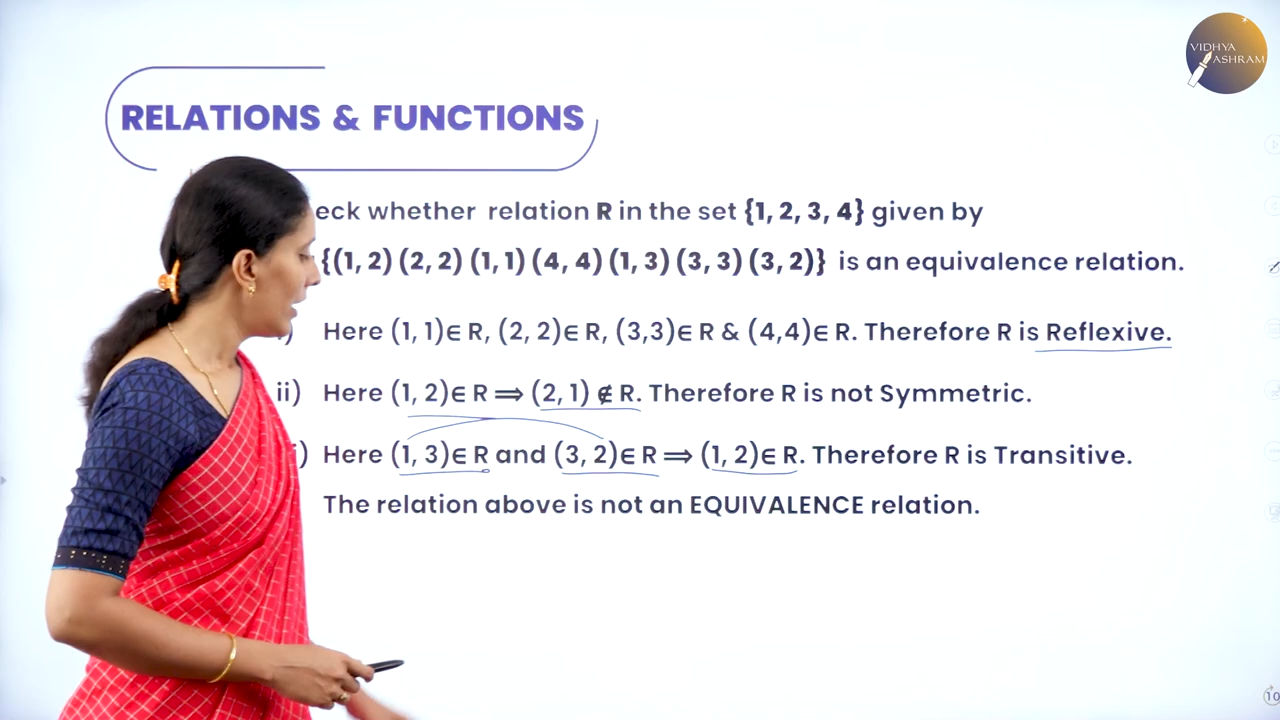 VIDHYA
ASHRAM
RELATIONS & FUNCTIONS
eck whether relation R in the set {1, 2, 3, 4} given by
{(1, 2) (2, 2) (1, 1) (4, 4) (1, 3) (3, 3) (3, 2)} is an equivalence relation.
) Here (1, 1)∈ R, (2, 2)∈ R, (3,3)∈ R & (4,4)∈ R. Therefore R is Reflexive.
ii) Here (1, 2)∈ R ⟹ (2, 1) ∉ R. Therefore R is not Symmetric.
i) Here (1, 3)∈ R and (3, 2)∈ R ⟹ (1, 2)∈ R. Therefore R is Transitive.
The relation above is not an EQUIVALENCE relation.
10